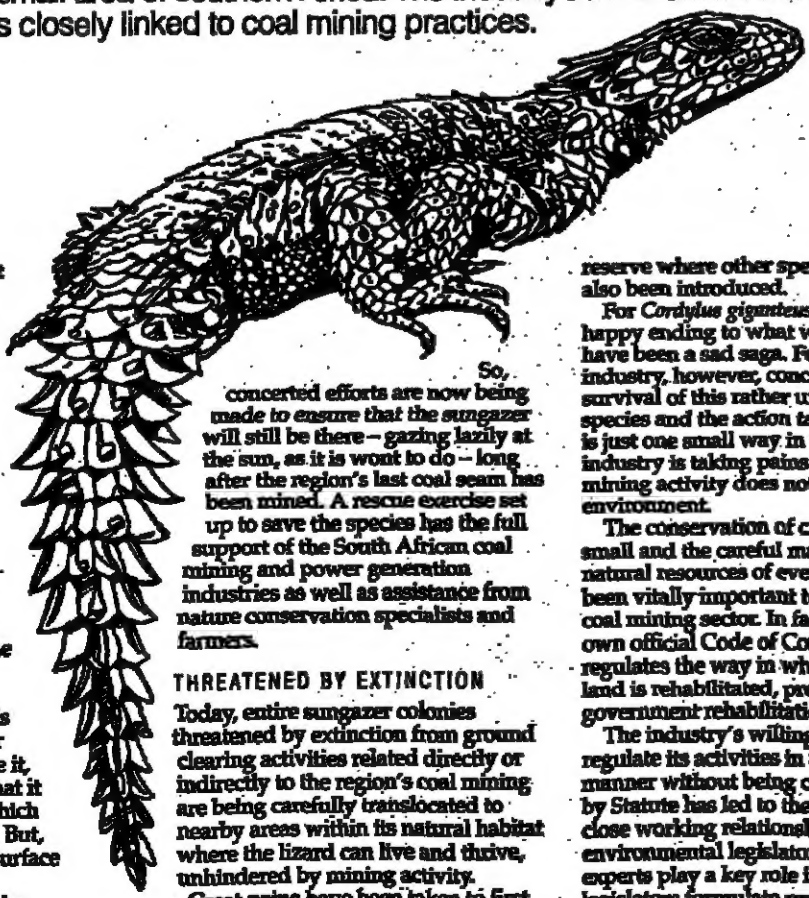 s closely linked to coal mining practices.
e it,
at it
hich
But,
urface
So,
concerted efforts are now being
made to ensure that the sungazer
will still be there – gazing lazily at
the sun, as it is wont to do – long
after the region's last coal seam has
been mined. A rescue exercise set
up to save the species has the full
support of the South African coal
mining and power generation
industries as well as assistance from
nature conservation specialists and
farmers.
THREATENED BY EXTINCTION
Today, entire sungazer colonies
threatened by extinction from ground
clearing activities related directly or
indirectly to the region's coal mining
are being carefully translocated to
nearby areas within its natural habitat
where the lizard can live and thrive,
unhindered by mining activity.
reserve where other spe
also been introduced.
For Cordylus giganteus
happy ending to what w
have been a sad saga. F
industry, however, conc
survival of this rather u
species and the action t
is just one small way in
industry is taking pains
mining activity does not
environment.
The conservation of c
small and the careful ma
natural resources of eve
been vitally important t
coal mining sector. In fa
own official Code of Co
regulates the way in wh
land is rehabilitated, pr
government rehabilitati
The industry's willing
regulate its activities in
manner without being c
by Statute has led to the
close working relationsl
environmental legislato
experts play a key role i